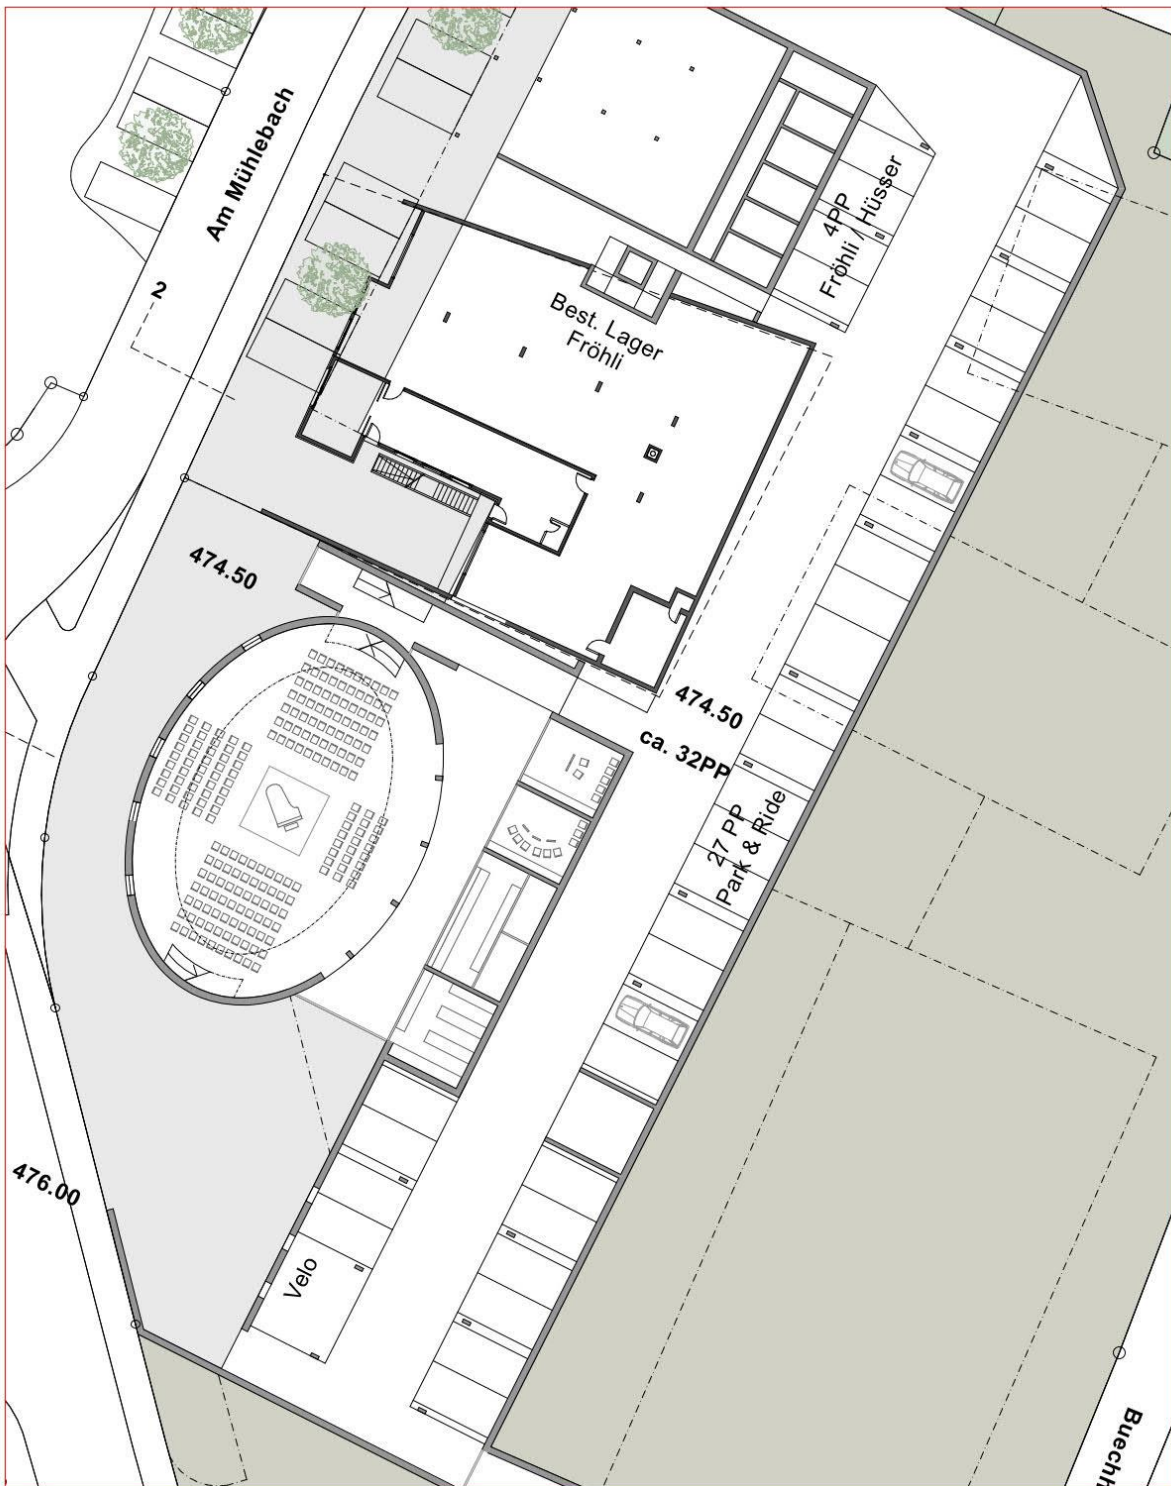 Am Mühlebach
4PP
Fröhli / Hüsser
2
Best. Lager
Fröhli
474.50
474.50
ca. 32PP
27 PP
Park & Ride
476.00
Velo